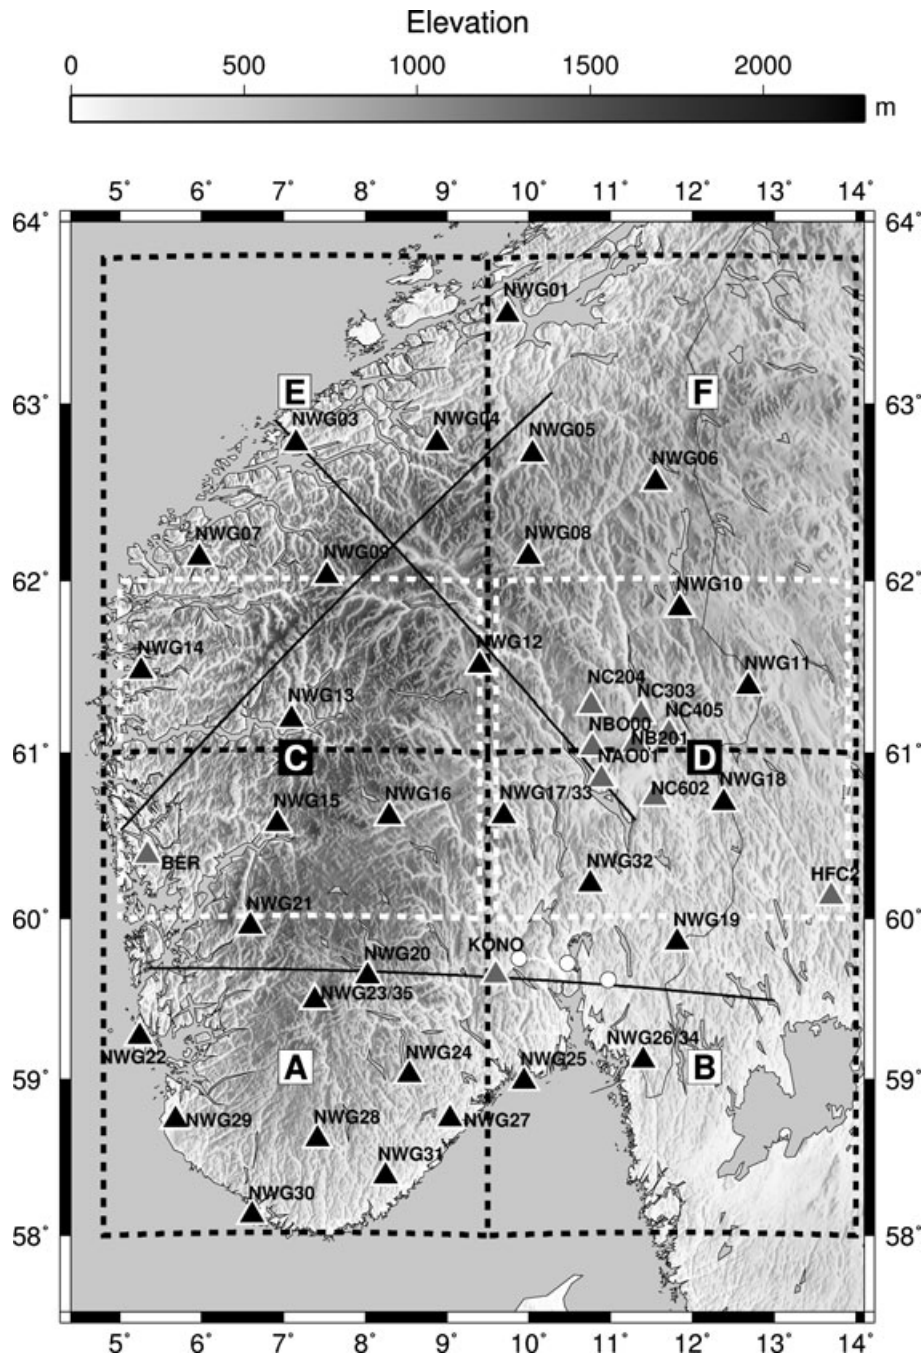 Elevation
0 500 1000 1500 2000
m
5° 6° 7° 8° 9° 10° 11° 12° 13° 14°
64° 64°
NWG01
E F
63° 63°
NWG03 NWG04 NWG05
NWG06
NWG07 NWG09 NWG08
62° 62°
NWG10
NWG14 NWG12 NWG11
NC204 NC303
NWG13 NC405
NBO00 NB201
61° 61°
C D
NAO01
NC602 NWG18
NWG15 NWG16 NWG17/33
BER NWG32 HFC2
60° 60°
NWG21 NWG19
NWG20 KONO
NWG23/35
NWG22 NWG24 NWG25 NWG26/34
A B
59° 59°
NWG29 NWG28 NWG27
NWG31
NWG30
58° 58°
5° 6° 7° 8° 9° 10° 11° 12° 13° 14°